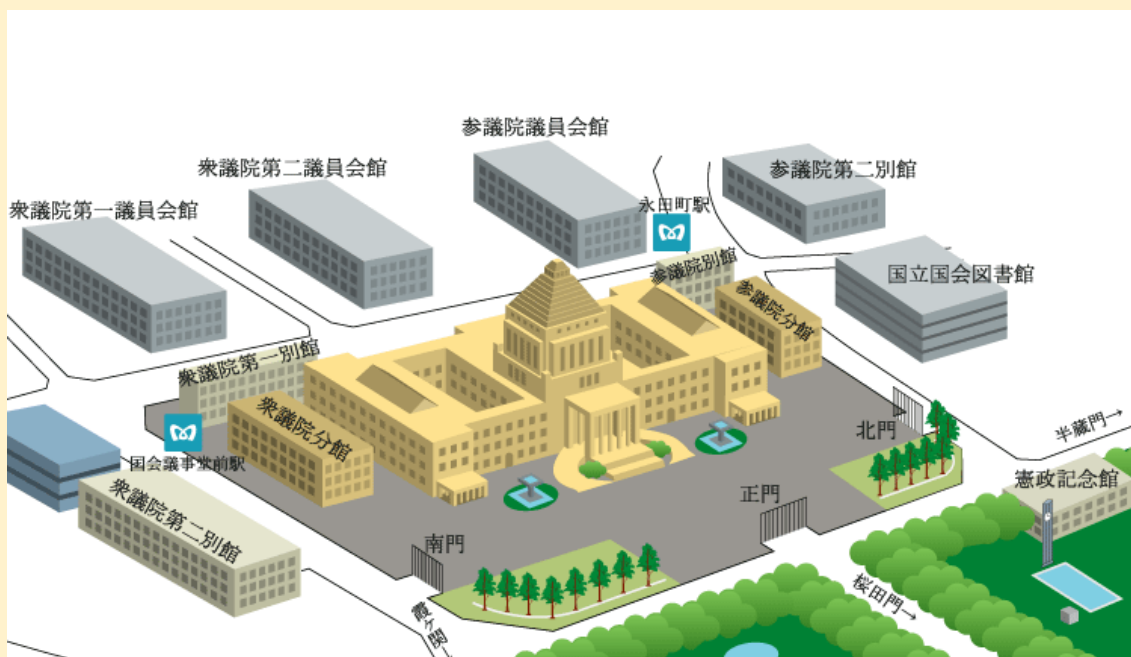 参議院議員会館
衆議院第二議員会館
参議院第二別館
衆議院第一議員会館
永田町駅
参議院別館
国立国会図書館
参議院分館
衆議院第一別館
衆議院分館
国会議事堂前駅
北門
半蔵門→
憲政記念館
衆議院第二別館
正門
南門
桜田門→
霞ヶ関→